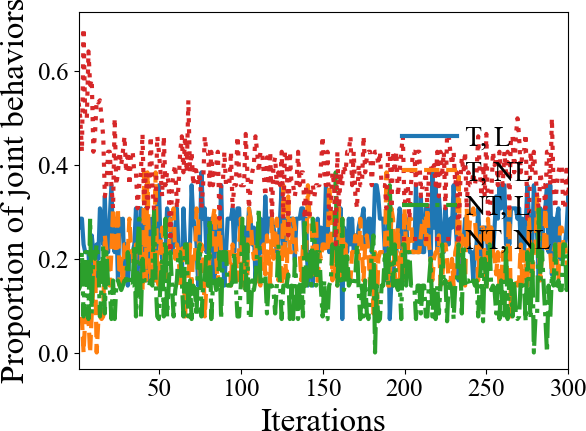 Proportion of joint behaviors
0.6
0.4
0.2
0.0
T, L
T, NL
NT, L
NT, NL
50 100 150 200 250 300
Iterations